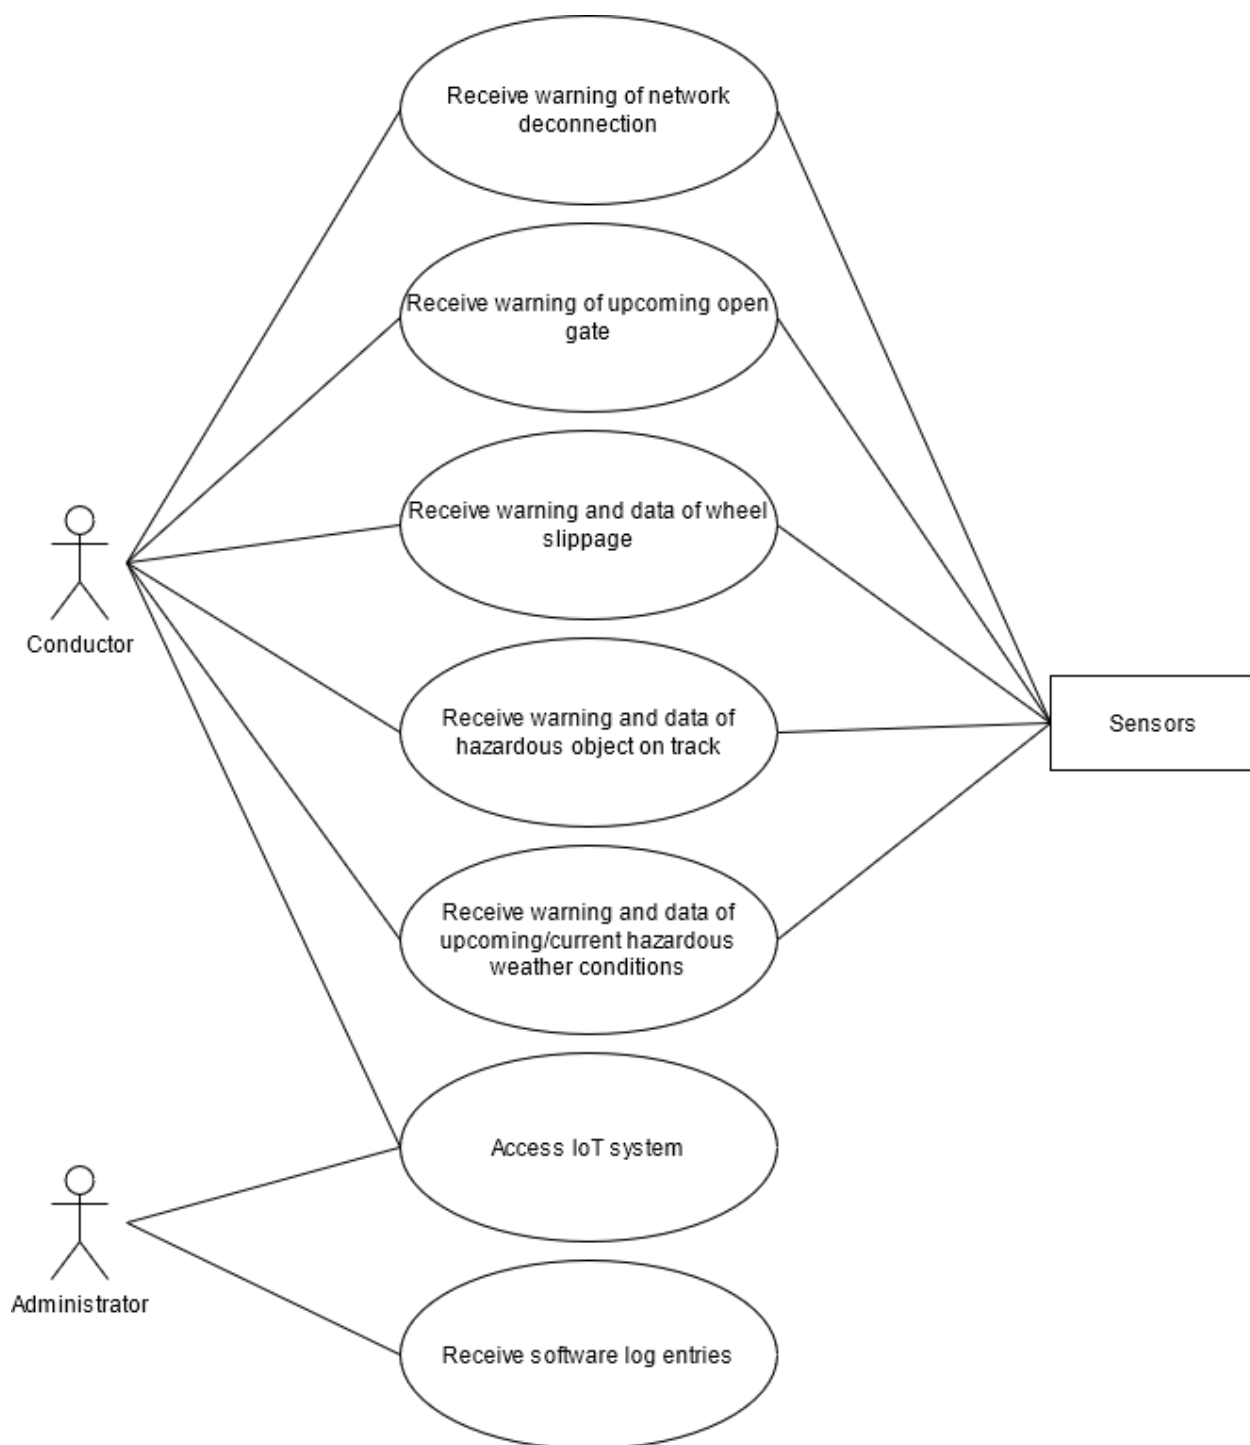 Receive warning of network
deconnection
Receive warning of upcoming open
gate
Receive warning and data of wheel
slippage
Conductor
Receive warning and data of
hazardous object on track
Sensors
Receive warning and data of
upcoming/current hazardous
weather conditions
Access IoT system
Administrator
Receive software log entries